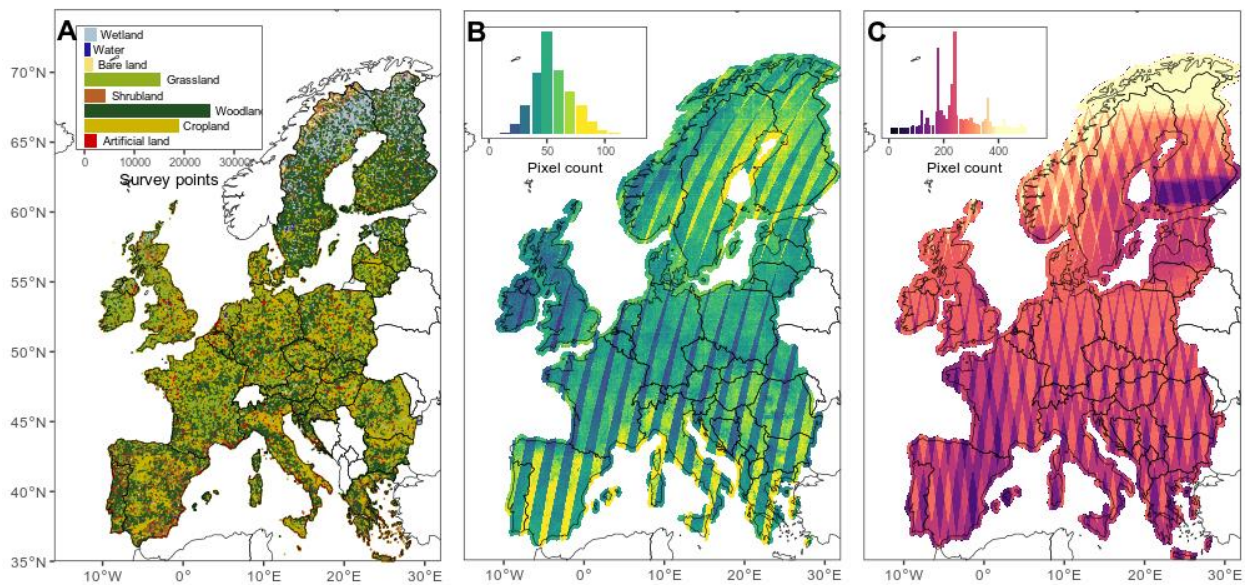 A
Wetland
Water
Bare land
Grassland
Shrubland
Woodland
Cropland
Artificial land
0 10000 20000 30000
Survey points
70°N
65°N
60°N
55°N
50°N
45°N
40°N
35°N
10°W 0° 10°E 20°E 30°E
B
0 50 100
Pixel count
10°W 0° 10°E 20°E 30°E
C
0 200 400
Pixel count
10°W 0° 10°E 20°E 30°E